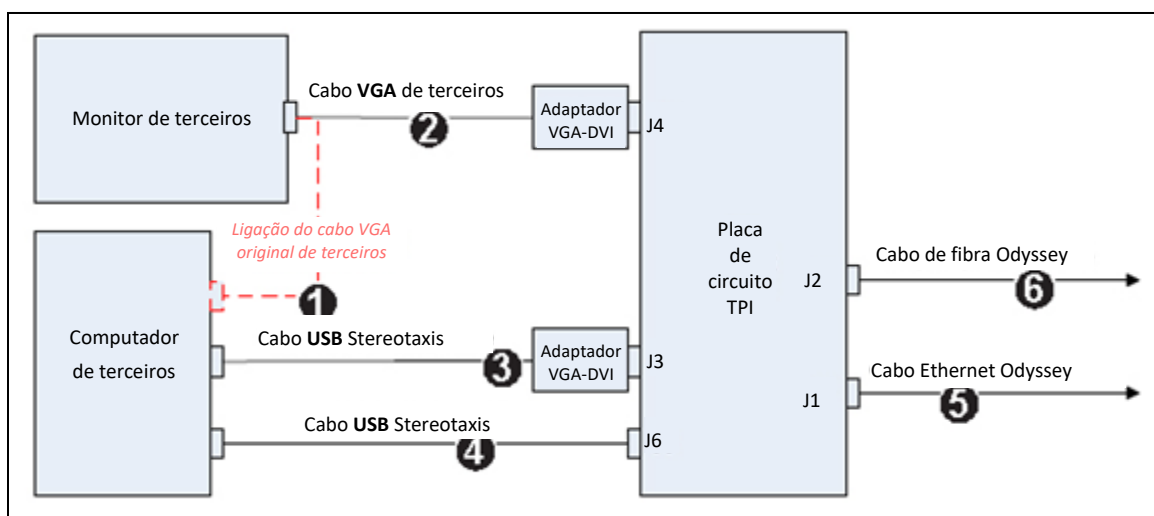 Monitor de terceiros
Cabo VGA de terceiros
2
Adaptador
VGA-DVI
J4
Ligação do cabo VGA
original de terceiros
1
Computador
de terceiros
Cabo USB Stereotaxis
3
Adaptador
VGA-DVI
J3
Cabo USB Stereotaxis
4
J6
Placa
de
circuito
TPI
J2
Cabo de fibra Odyssey
6
J1
Cabo Ethernet Odyssey
5